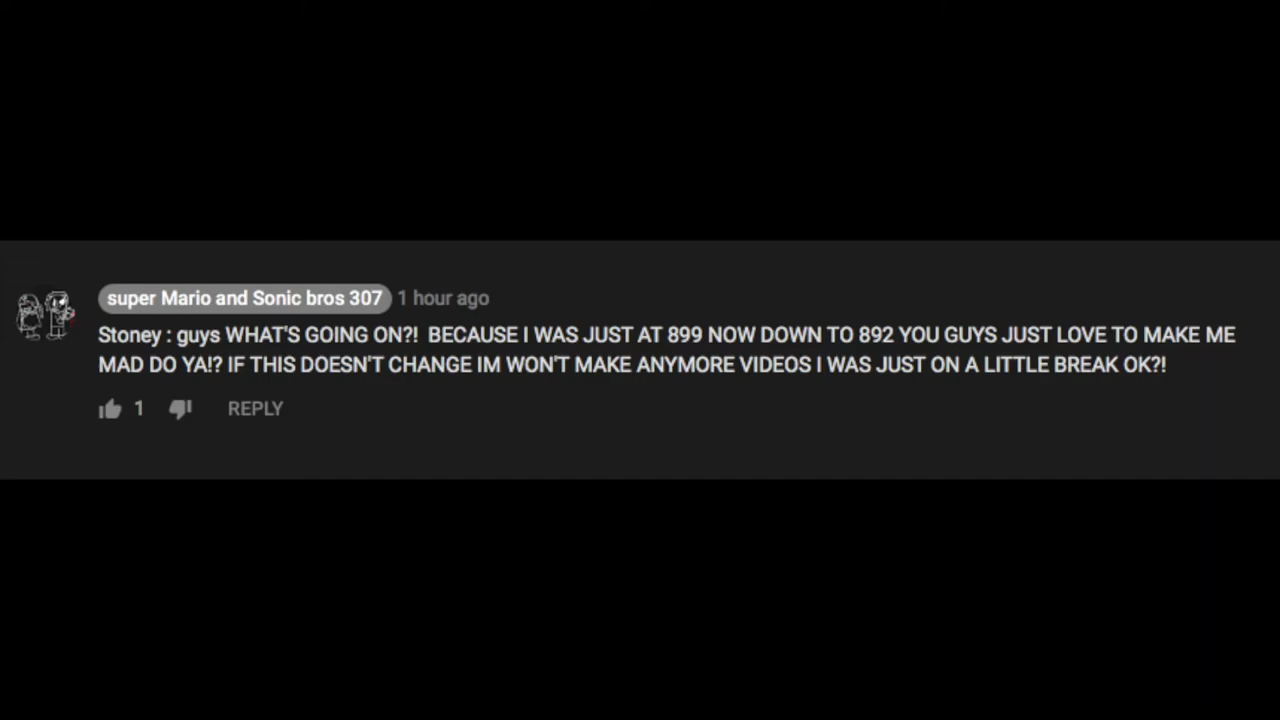 super Mario and Sonic bros 307 1 hour ago
Stoney : guys WHAT'S GOING ON?! BECAUSE I WAS JUST AT 899 NOW DOWN TO 892 YOU GUYS JUST LOVE TO MAKE ME
MAD DO YA!? IF THIS DOESN'T CHANGE IM WON'T MAKE ANYMORE VIDEOS I WAS JUST ON A LITTLE BREAK OK?!
1 REPLY